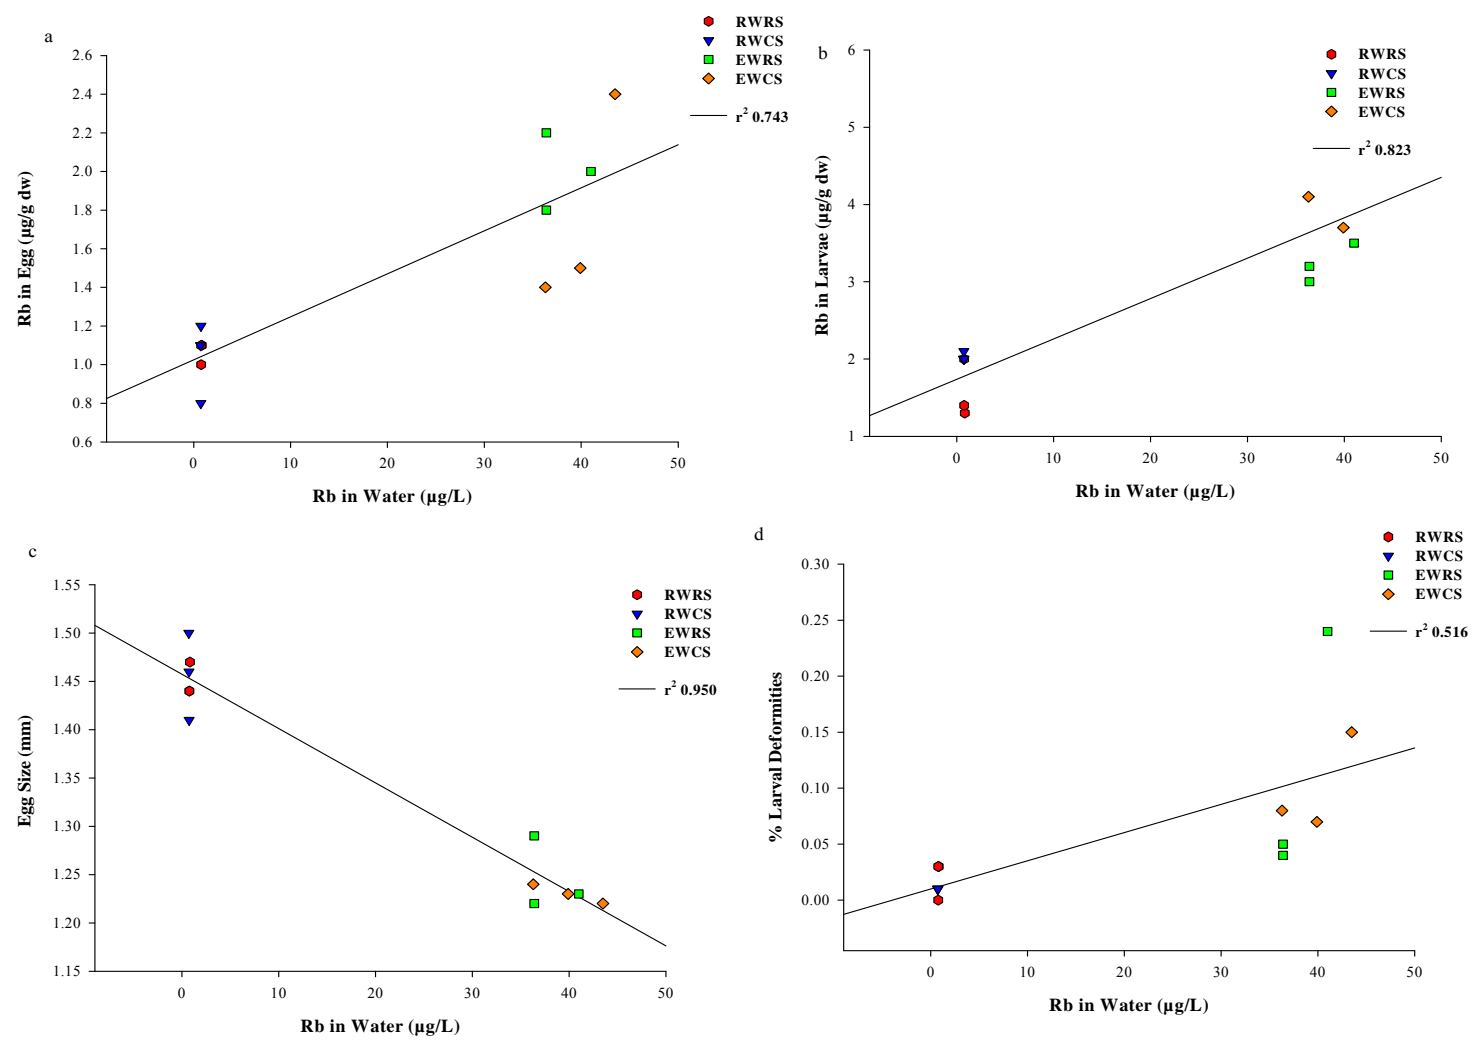 a
RWRS
RWCS
EWRS
EWCS
r² 0.743
2.6
2.4
2.2
2.0
1.8
1.6
1.4
1.2
1.0
0.8
0.6
Rb in Egg (µg/g dw)
0 10 20 30 40 50
Rb in Water (µg/L)
b
RWRS
RWCS
EWRS
EWCS
r² 0.823
6
5
4
3
2
1
Rb in Larvae (µg/g dw)
0 10 20 30 40 50
Rb in Water (µg/L)
c
RWRS
RWCS
EWRS
EWCS
r² 0.950
1.55
1.50
1.45
1.40
1.35
1.30
1.25
1.20
1.15
Egg Size (mm)
0 10 20 30 40 50
Rb in Water (µg/L)
d
RWRS
RWCS
EWRS
EWCS
r² 0.516
0.30
0.25
0.20
0.15
0.10
0.05
0.00
% Larval Deformities
0 10 20 30 40 50
Rb in Water (µg/L)